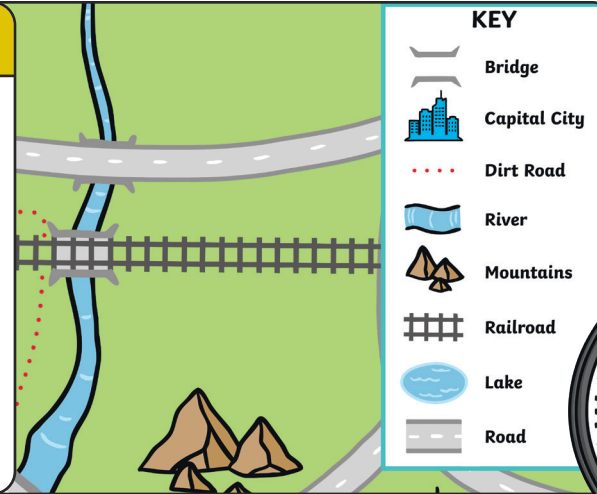 KEY
Bridge
Capital City
Dirt Road
River
Mountains
Railroad
Lake
Road